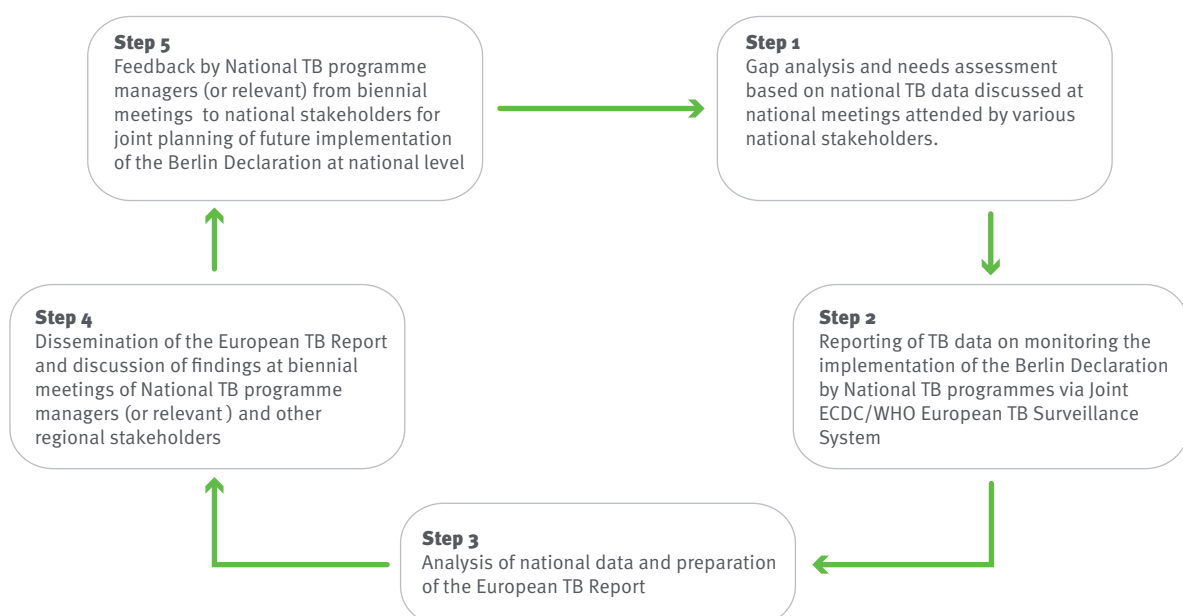 Step 5
Feedback by National TB programme
managers (or relevant) from biennial
meetings  to national stakeholders for
joint planning of future implementation
of the Berlin Declaration at national level
Step 1
Gap analysis and needs assessment
based on national TB data discussed at
national meetings attended by various
national stakeholders.
Step 4
Dissemination of the European TB Report
and discussion of findings at biennial
meetings of National TB programme
managers (or relevant ) and other
regional stakeholders
Step 2
Reporting of TB data on monitoring the
implementation of the Berlin Declaration
by National TB programmes via Joint
ECDC/WHO European TB Surveillance
System
Step 3
Analysis of national data and preparation
of the European TB Report